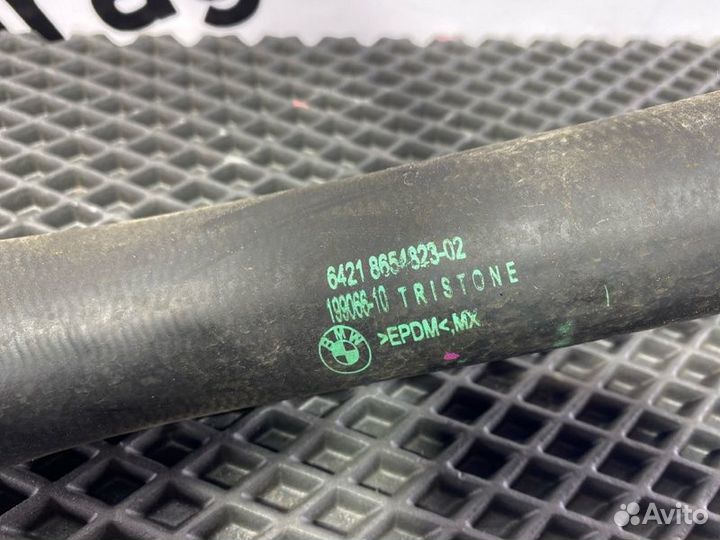 6421 8654823-02
199066-10 TRISTONE
BMW
>EPDM<,MX
Avito